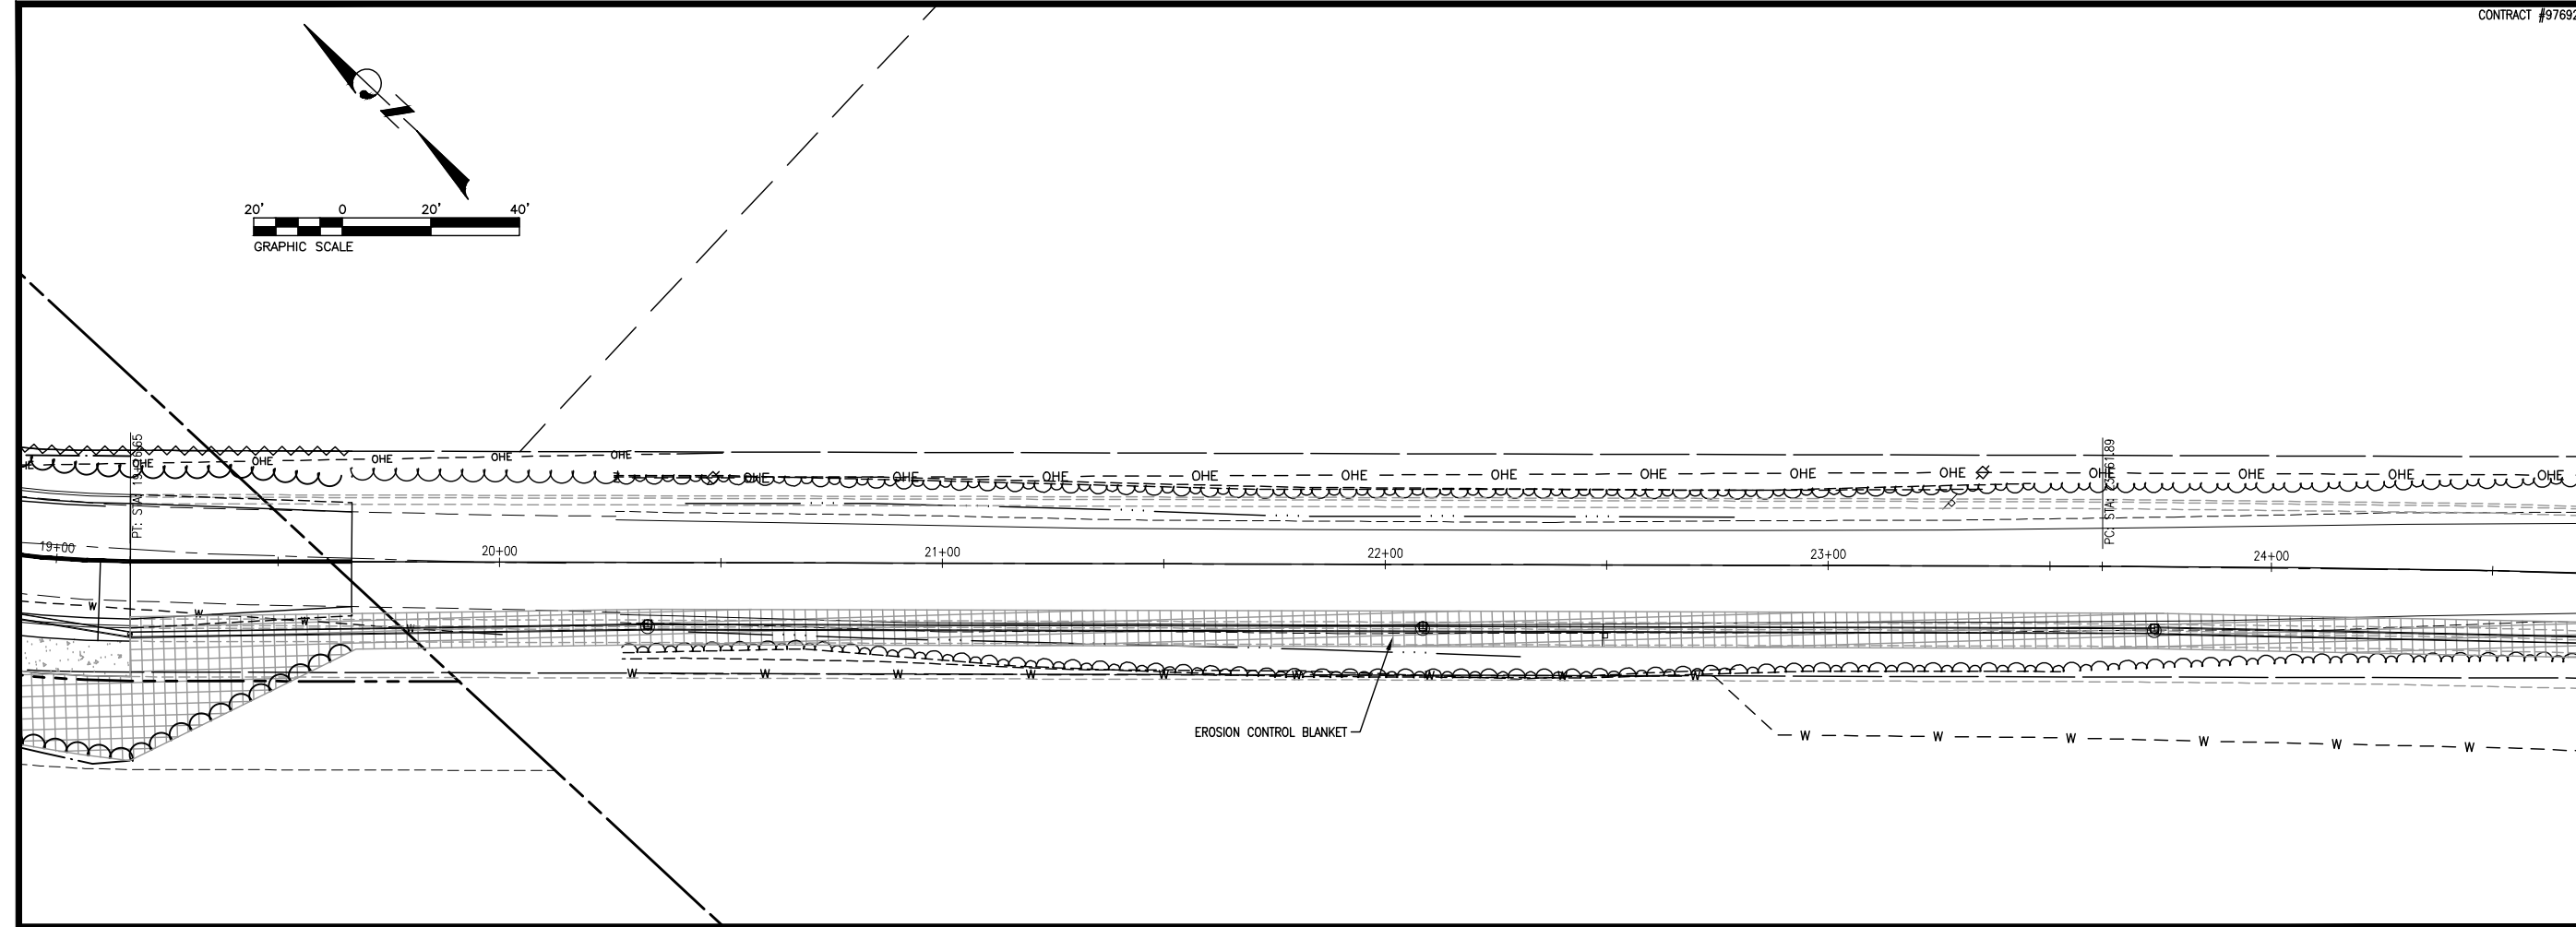 CONTRACT #97692
20' 0 20' 40'
GRAPHIC SCALE
OHE OHE OHE OHE OHE
OHE OHE OHE OHE OHE OHE OHE OHE OHE OHE OHE OHE OHE
19+00 20+00 21+00 22+00 23+00 24+00
W W W W
W W W W W W W W W
EROSION CONTROL BLANKET
W W W W W W